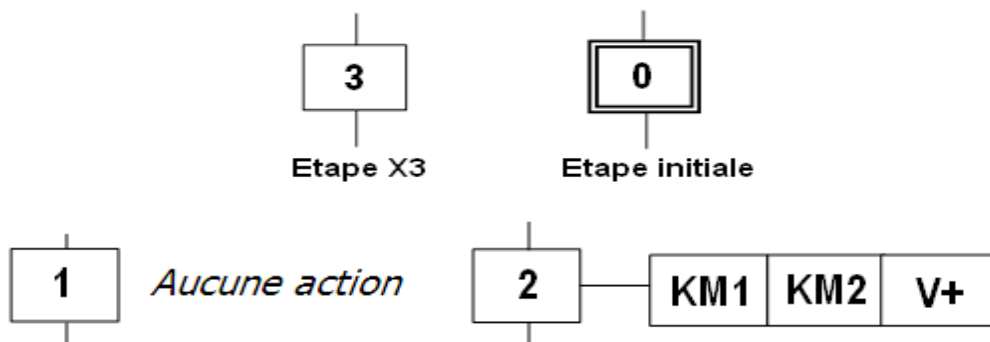 3
0
Etape X3
Etape initiale
1
Aucune action
2
KM1 KM2 V+